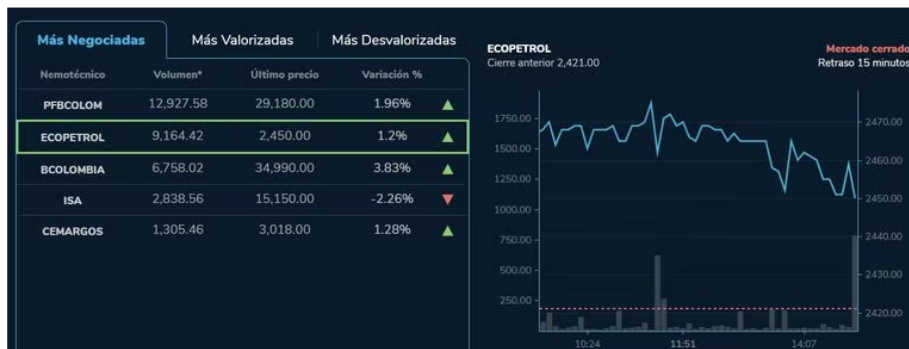 Más Negociadas
Más Valorizadas
Más Desvalorizadas
Nemotécnico Volumen* Último precio Variación %
PFBCOLOM 12,927.58 29,180.00 1.96%
ECOPETROL 9,164.42 2,450.00 1.2%
BCOLOMBIA 6,758.02 34,990.00 3.83%
ISA 2,838.56 15,150.00 -2.26%
CEMARGOS 1,305.46 3,018.00 1.28%
ECOPETROL
Mercado cerrado
Cierre anterior 2,421.00
Retraso 15 minutos
1750.00
1500.00
1250.00
1000.00
750.00
500.00
250.00
2470.00
2460.00
2450.00
2440.00
2430.00
2420.00
10:24 11:51 14:07